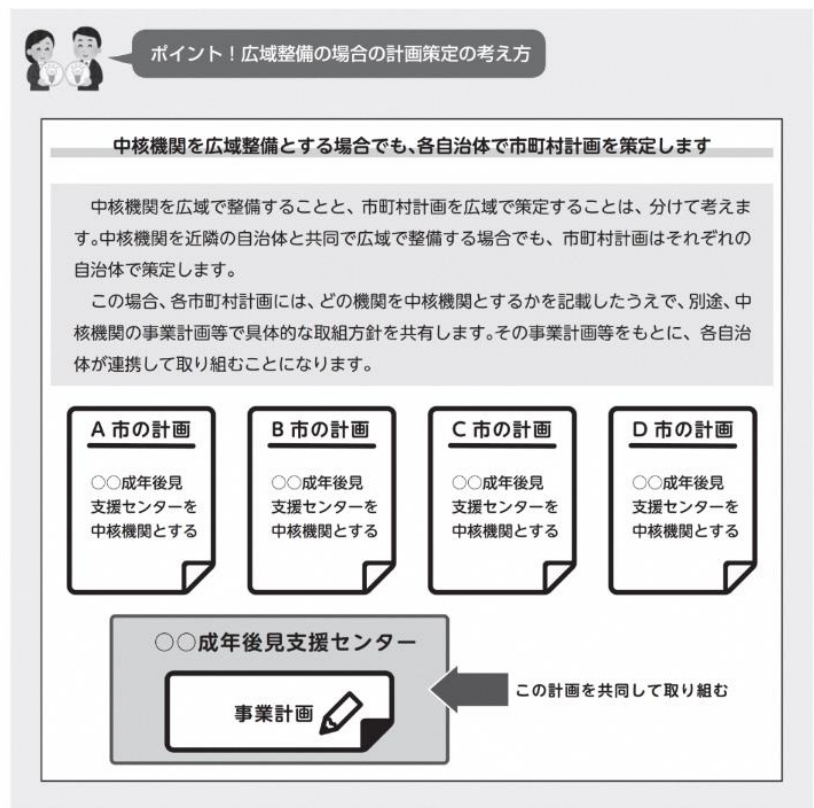 ポイント！広域整備の場合の計画策定の考え方
中核機関を広域整備とする場合でも、各自治体で市町村計画を策定します
中核機関を広域で整備することと、市町村計画を広域で策定することは、分けて考えま
す。中核機関を近隣の自治体と共同で広域で整備する場合でも、市町村計画はそれぞれの
自治体で策定します。
この場合、各市町村計画には、どの機関を中核機関とするかを記載したうえで、別途、中
核機関の事業計画等で具体的な取組方針を共有します。その事業計画等をもとに、各自治
体が連携して取り組むことになります。
A 市の計画
○○成年後見
支援センターを
中核機関とする
B 市の計画
○○成年後見
支援センターを
中核機関とする
C 市の計画
○○成年後見
支援センターを
中核機関とする
D 市の計画
○○成年後見
支援センターを
中核機関とする
○○成年後見支援センター
事業計画
この計画を共同して取り組む